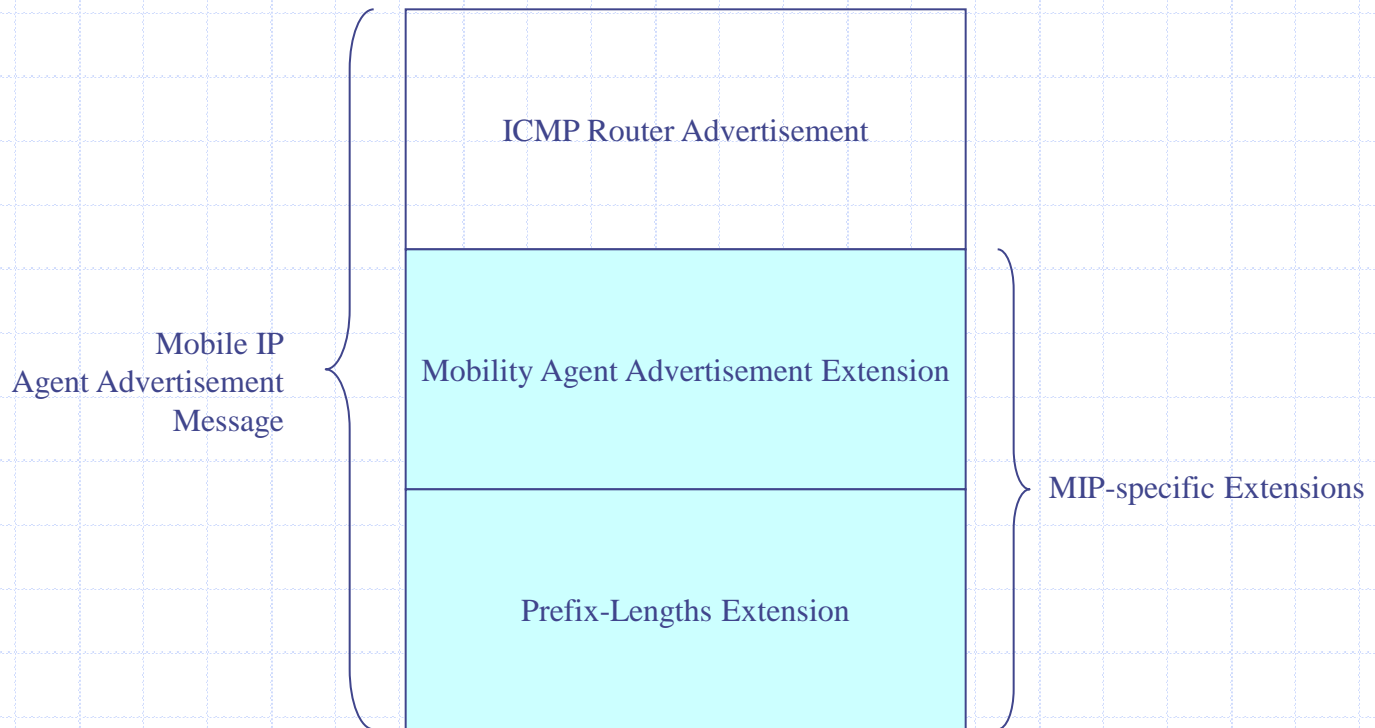 ICMP Router Advertisement
Mobile IP
Agent Advertisement
Message
Mobility Agent Advertisement Extension
MIP-specific Extensions
Prefix-Lengths Extension